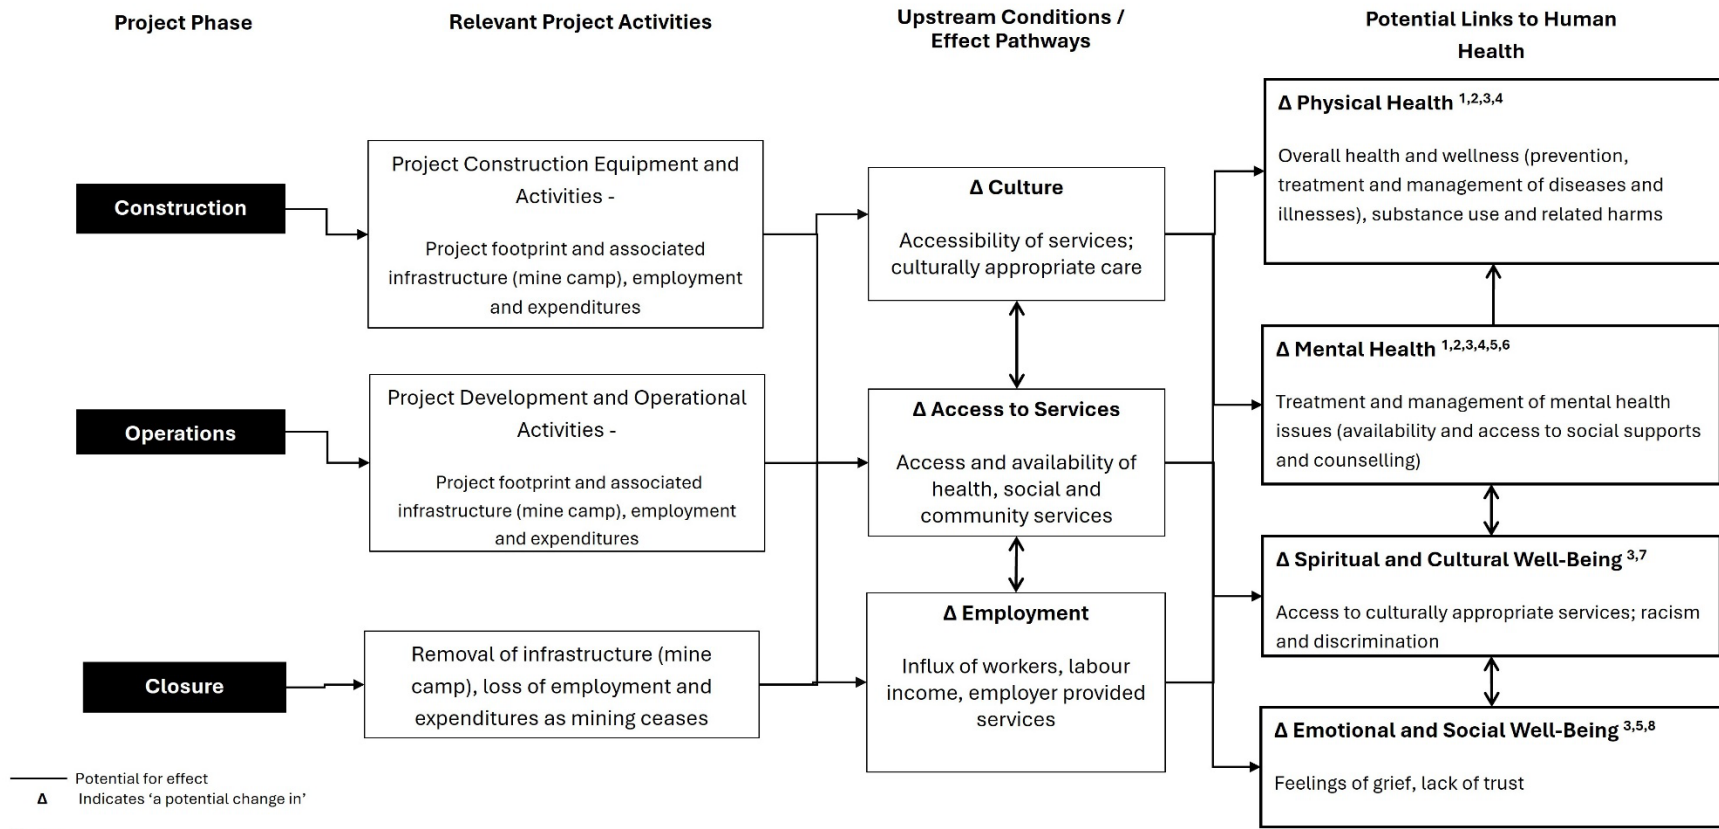 Project Phase
Relevant Project Activities
Upstream Conditions /
Effect Pathways
Potential Links to Human
Health
Construction
Project Construction Equipment and
Activities -
Project footprint and associated
infrastructure (mine camp), employment
and expenditures
Operations
Project Development and Operational
Activities -
Project footprint and associated
infrastructure (mine camp), employment
and expenditures
Closure
Removal of infrastructure (mine
camp), loss of employment and
expenditures as mining ceases
Δ Culture
Accessibility of services;
culturally appropriate care
Δ Access to Services
Access and availability of
health, social and
community services
Δ Employment
Influx of workers, labour
income, employer provided
services
Δ Physical Health 1,2,3,4
Overall health and wellness (prevention,
treatment and management of diseases and
illnesses), substance use and related harms
Δ Mental Health 1,2,3,4,5,6
Treatment and management of mental health
issues (availability and access to social supports
and counselling)
Δ Spiritual and Cultural Well-Being 3,7
Access to culturally appropriate services; racism
and discrimination
Δ Emotional and Social Well-Being 3,5,8
Feelings of grief, lack of trust
Potential for effect
Δ Indicates ‘a potential change in’